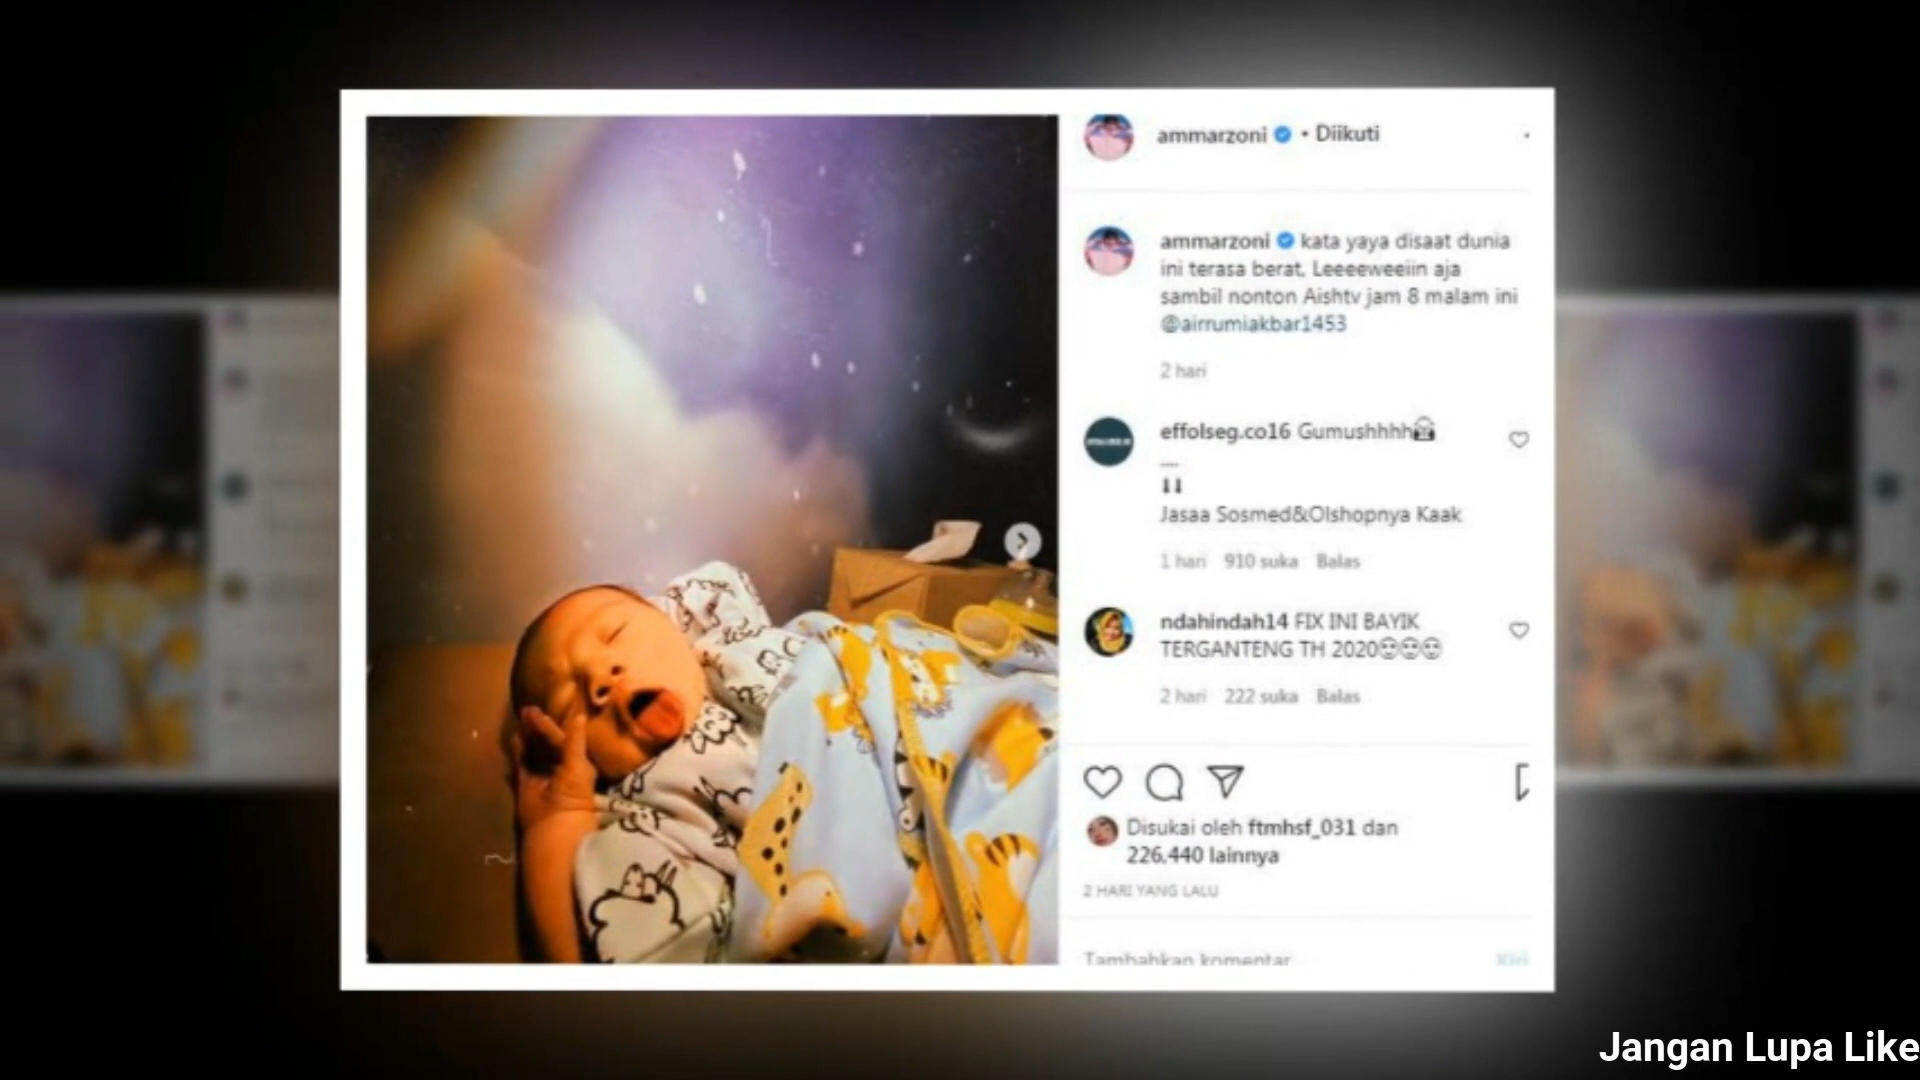 ammarzoni • Diikuti
ammarzoni kata yaya disaat dunia
ini terasa berat. Leeeeweeiin aja
sambil nonton Aishtv jam 8 malam ini
@airrumiakbar1453
2 hari
effolseg.co16 Gumushhhh
....
⬇⬇
Jasaa Sosmed&Olshopnya Kaak
1 hari 910 suka Balas
ndahindah14 FIX INI BAYIK
TERGANTENG TH 2020
2 hari 222 suka Balas
Disukai oleh ftmhsf_031 dan
226.440 lainnya
2 HARI YANG LALU
Tambahkan komentar...
Kiri
Jangan Lupa Like